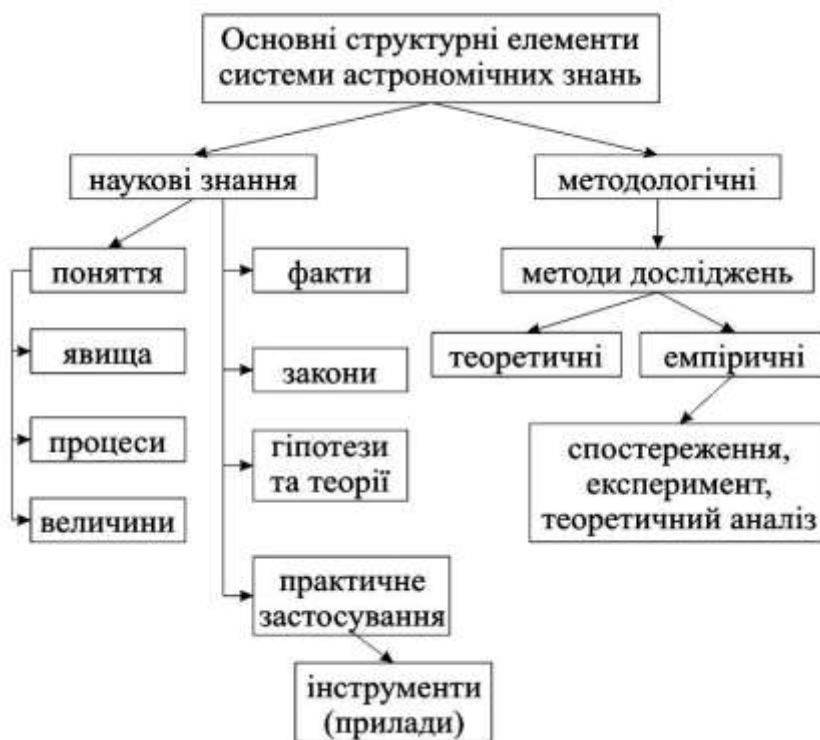 Основні структурні елементи
системи астрономічних знань
наукові знання
методологічні
поняття
факти
методи досліджень
явища
закони
теоретичні
емпіричні
процеси
гіпотези
та теорії
спостереження,
експеримент,
теоретичний аналіз
величини
практичне
застосування
інструменти
(прилади)